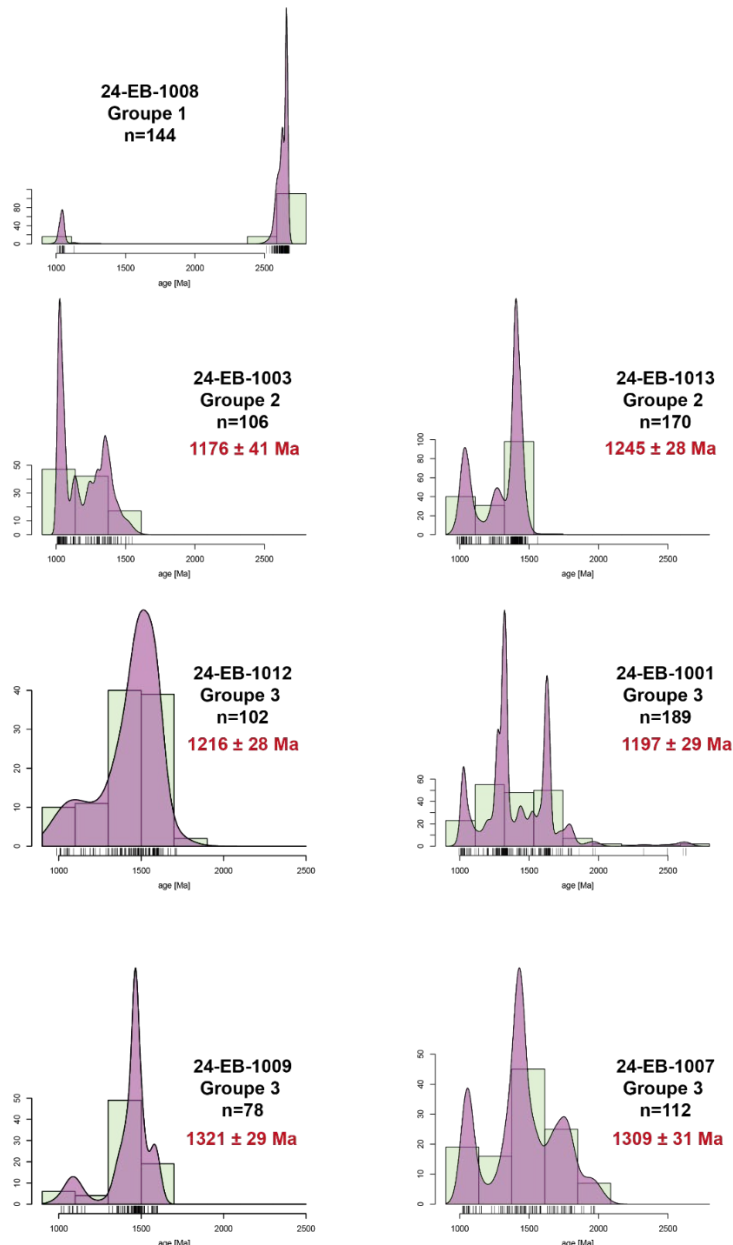 24-EB-1008
Groupe 1
n=144
80
40
0
1000
1500
2000
2500
age [Ma]
24-EB-1003
Groupe 2
n=106
1176 ± 41 Ma
50
30
10
0
1000
1500
2000
2500
age [Ma]
24-EB-1013
Groupe 2
n=170
1245 ± 28 Ma
100
80
60
40
20
0
1000
1500
2000
2500
age [Ma]
24-EB-1012
Groupe 3
n=102
1216 ± 28 Ma
40
30
20
10
0
1000
1500
2000
2500
age [Ma]
24-EB-1001
Groupe 3
n=189
1197 ± 29 Ma
60
40
20
0
1000
1500
2000
2500
age [Ma]
24-EB-1009
Groupe 3
n=78
1321 ± 29 Ma
50
40
30
20
10
0
1000
1500
2000
2500
age [Ma]
24-EB-1007
Groupe 3
n=112
1309 ± 31 Ma
50
40
30
20
10
0
1000
1500
2000
2500
age [Ma]